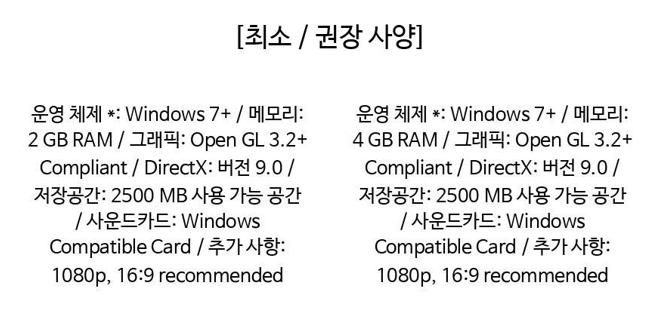 [최소 / 권장 사양]
운영 체제 *: Windows 7+ / 메모리:
2 GB RAM / 그래픽: Open GL 3.2+
Compliant / DirectX: 버전 9.0 /
저장공간: 2500 MB 사용 가능 공간
/ 사운드카드: Windows
Compatible Card / 추가 사항:
1080p, 16:9 recommended
운영 체제 *: Windows 7+ / 메모리:
4 GB RAM / 그래픽: Open GL 3.2+
Compliant / DirectX: 버전 9.0 /
저장공간: 2500 MB 사용 가능 공간
/ 사운드카드: Windows
Compatible Card / 추가 사항:
1080p, 16:9 recommended